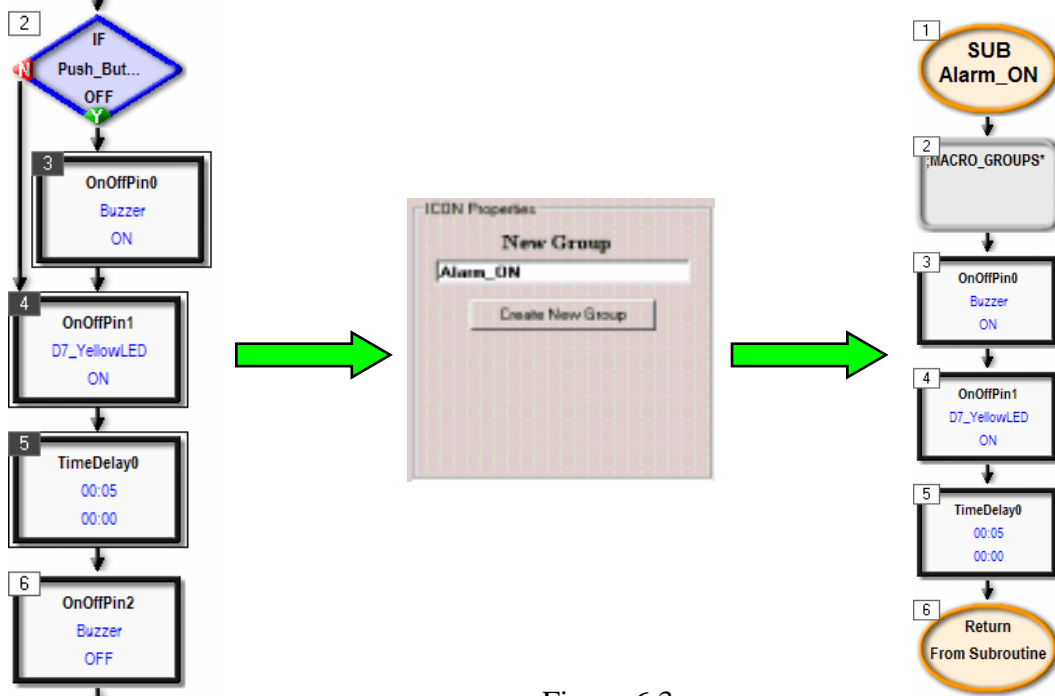 2
IF
Push_But...
OFF
N
Y
3
OnOffPin0
Buzzer
ON
4
OnOffPin1
D7_YellowLED
ON
5
TimeDelay0
00:05
00:00
6
OnOffPin2
Buzzer
OFF
ICON Properties
New Group
Alarm_ON
Create New Group
1
SUB
Alarm_ON
2
;MACRO_GROUPS*
3
OnOffPin0
Buzzer
ON
4
OnOffPin1
D7_YellowLED
ON
5
TimeDelay0
00:05
00:00
6
Return
From Subroutine